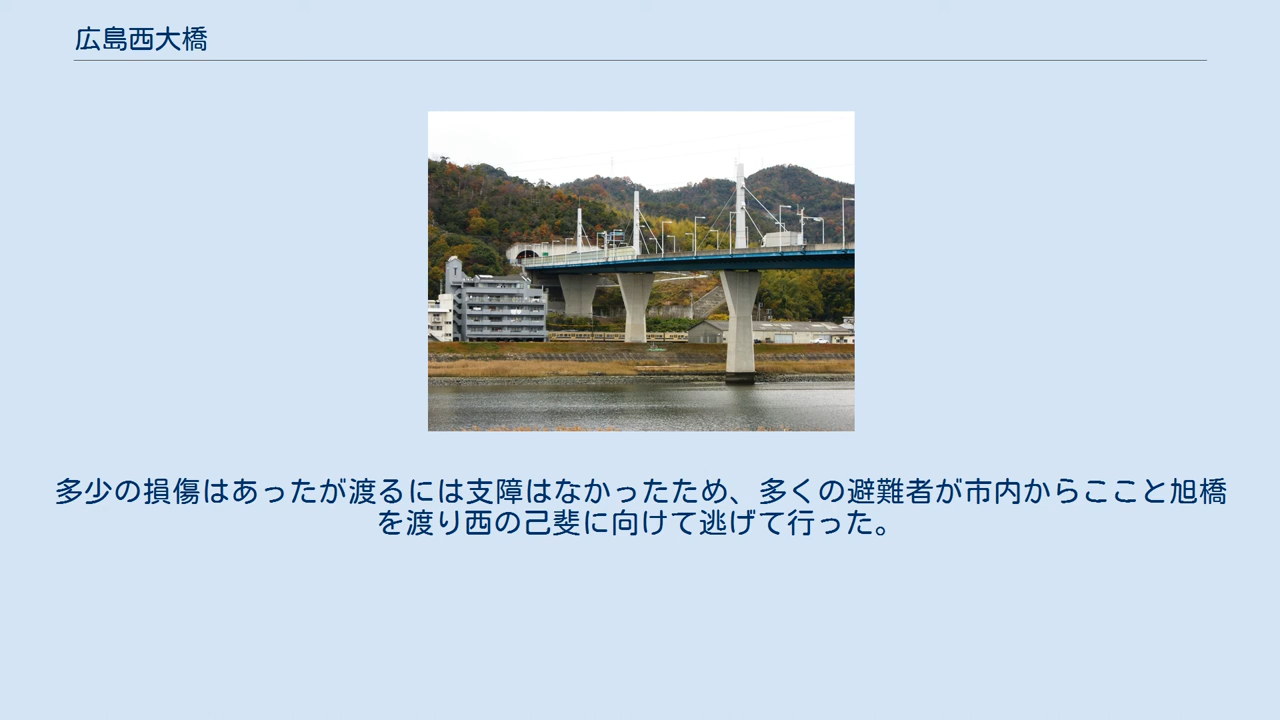 広島西大橋
多少の損傷はあったが渡るには支障はなかったため、多くの避難者が市内からここと旭橋
を渡り西の己斐に向けて逃げて行った。